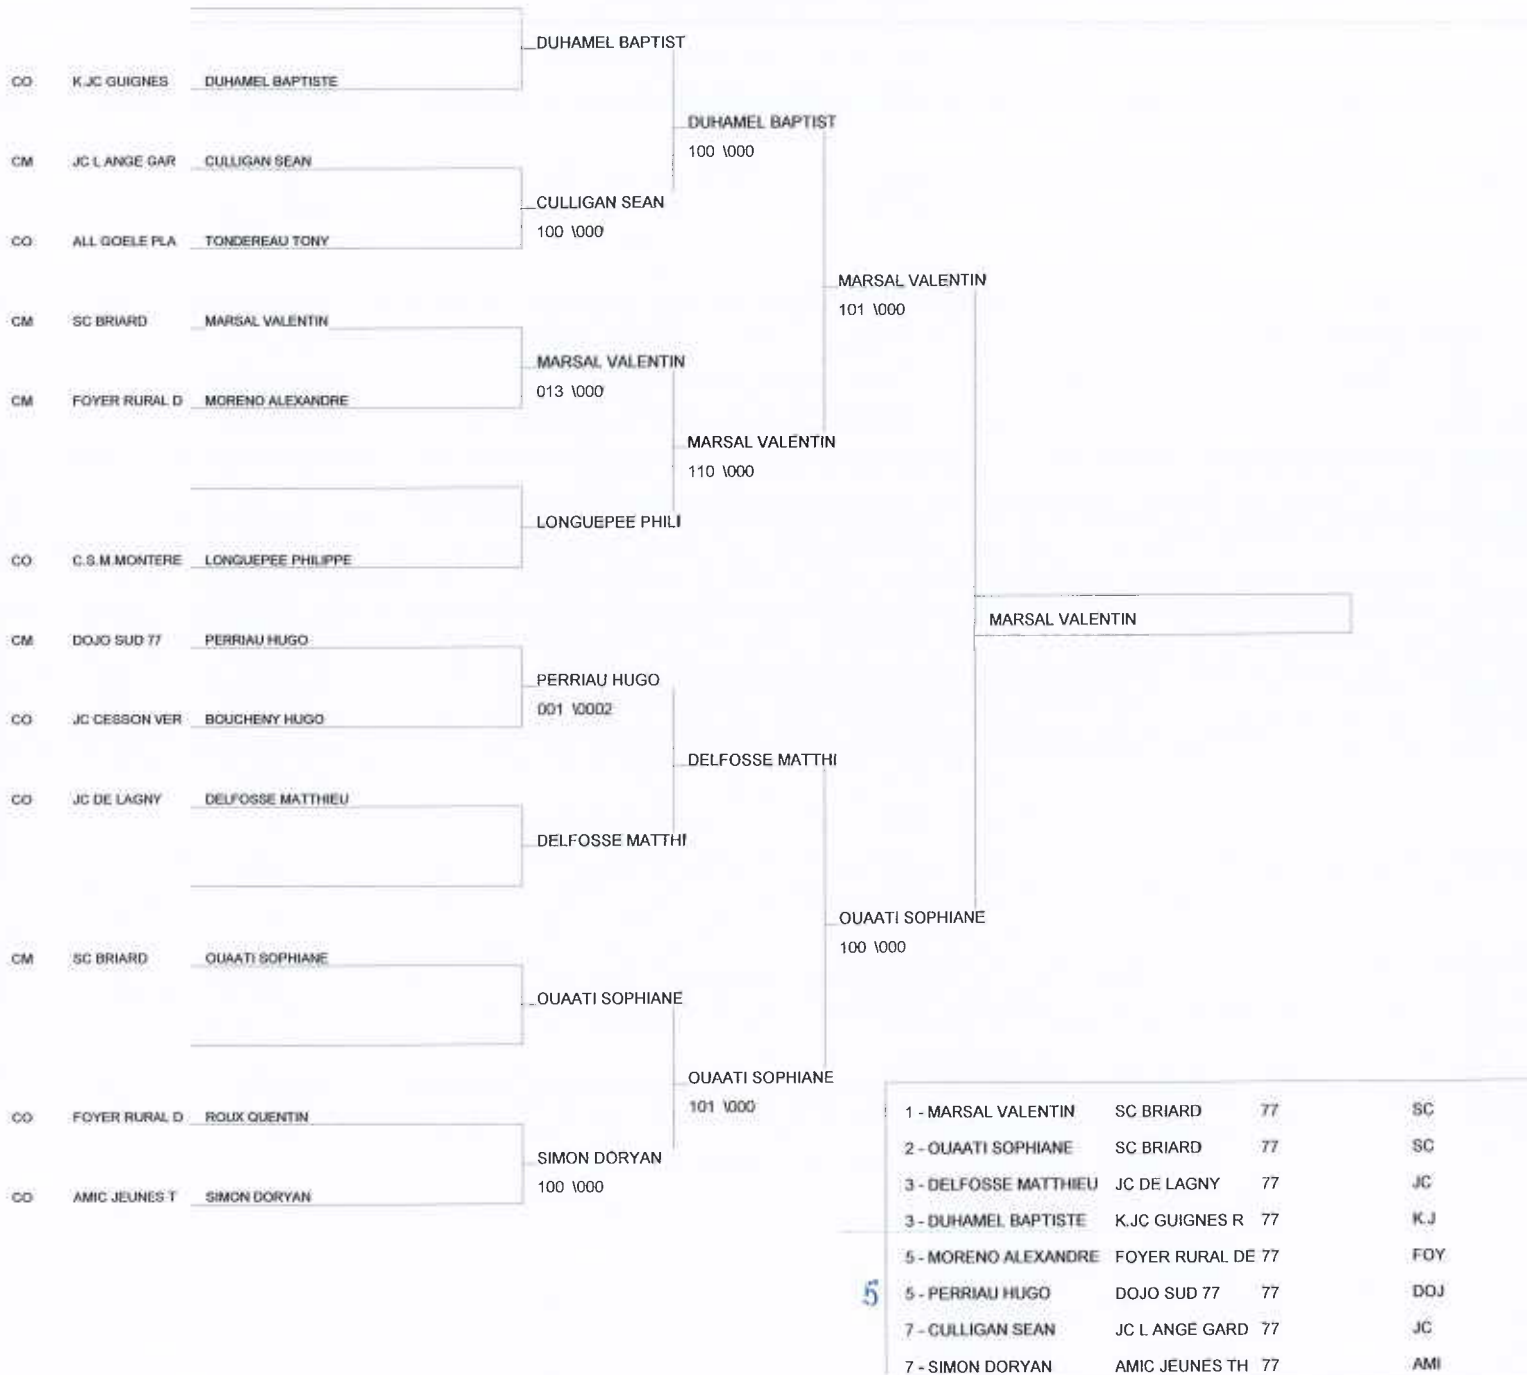 DUHAMEL BAPTIST
CO K.JC GUIGNES DUHAMEL BAPTISTE
DUHAMEL BAPTIST
100 \000
CM JC L ANGE GAR CULLIGAN SEAN
CULLIGAN SEAN
100 \000
CO ALL GOELE PLA TONDEREAU TONY
MARSAL VALENTIN
101 \000
CM SC BRIARD MARSAL VALENTIN
MARSAL VALENTIN
013 \000
CM FOYER RURAL D MORENO ALEXANDRE
MARSAL VALENTIN
110 \000
LONGUEPEE PHILI
CO C.S.M.MONTERE LONGUEPEE PHILIPPE
MARSAL VALENTIN
CM DOJO SUD 77 PERRIAU HUGO
PERRIAU HUGO
001 \0002
CO JC CESSON VER BOUCHENY HUGO
DELFOSSE MATTHI
CO JC DE LAGNY DELFOSSE MATTHIEU
DELFOSSE MATTHI
OUAATI SOPHIANE
100 \000
CM SC BRIARD OUAATI SOPHIANE
OUAATI SOPHIANE
OUAATI SOPHIANE
101 \000
CO FOYER RURAL D ROUX QUENTIN
SIMON DORYAN
100 \000
CO AMIC JEUNES T SIMON DORYAN
1 - MARSAL VALENTIN SC BRIARD 77 SC
2 - OUAATI SOPHIANE SC BRIARD 77 SC
3 - DELFOSSE MATTHIEU JC DE LAGNY 77 JC
3 - DUHAMEL BAPTISTE K.JC GUIGNES R 77 K.J
5 - MORENO ALEXANDRE FOYER RURAL DE 77 FOY
5 5 - PERRIAU HUGO DOJO SUD 77 77 DOJ
7 - CULLIGAN SEAN JC L ANGE GARD 77 JC
7 - SIMON DORYAN AMIC JEUNES TH 77 AMI